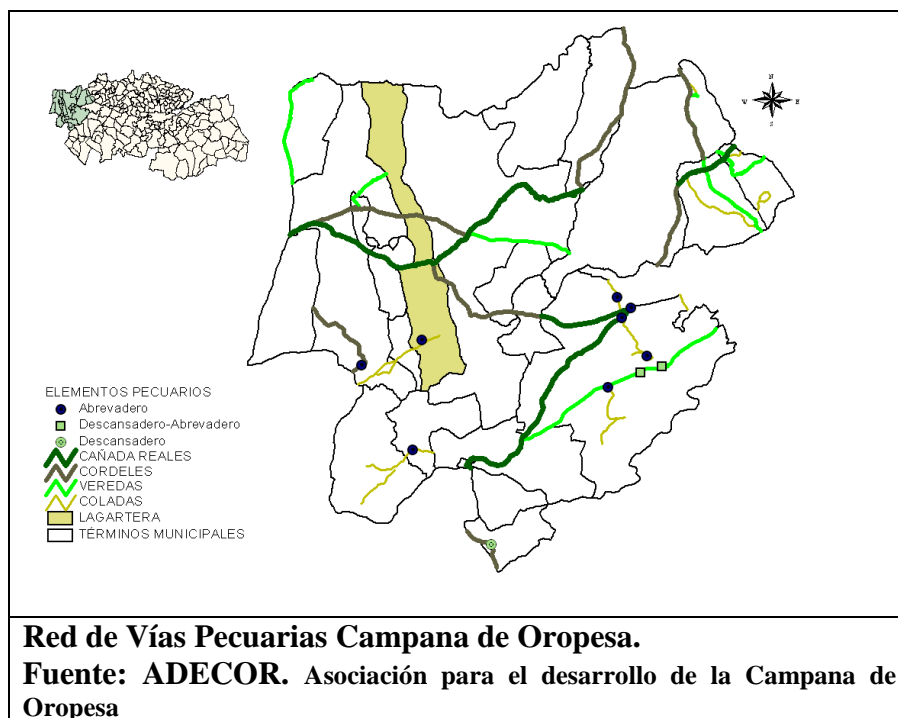 N
W E
S
ELEMENTOS PECUARIOS
Abrevadero
Descansadero-Abrevadero
Descansadero
CAÑADA REALES
CORDELES
VEREDAS
COLADAS
LAGARTERA
TÉRMINOS MUNICIPALES
Red de Vías Pecuarias Campana de Oropesa.
Fuente: ADECOR. Asociación para el desarrollo de la Campana de
Oropesa